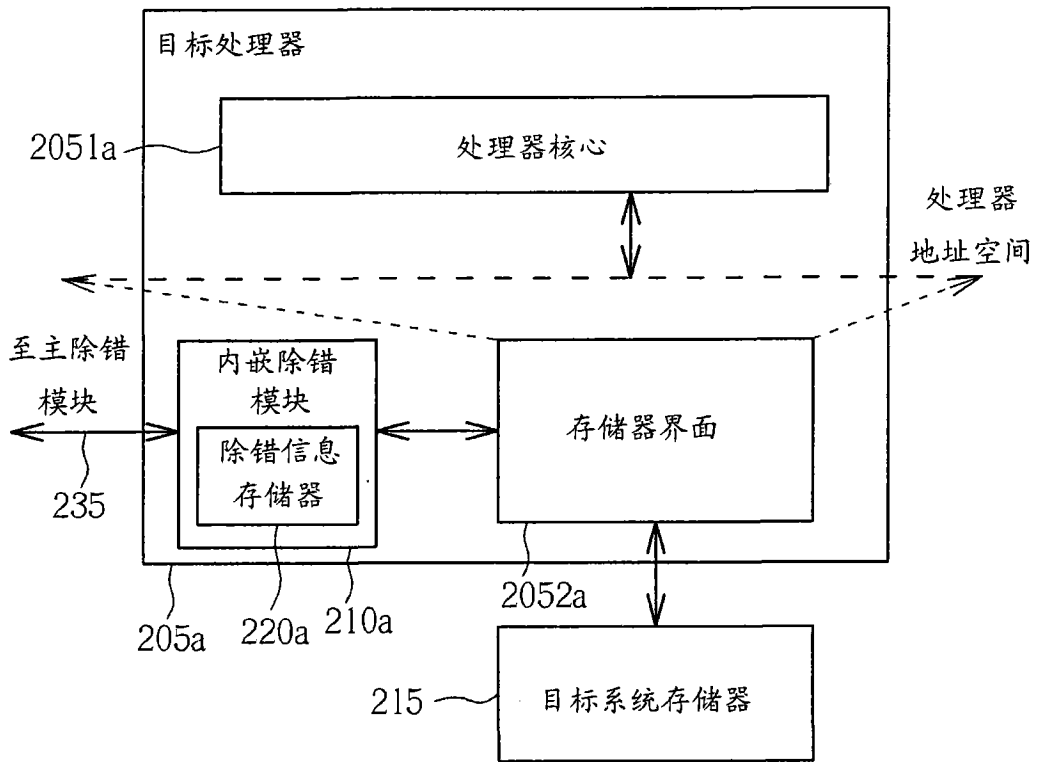 目标处理器
2051a
处理器核心
处理器
地址空间
至主除错
模块
235
内嵌除错
模块
除错信息
存储器
存储器界面
205a
220a
210a
2052a
215
目标系统存储器